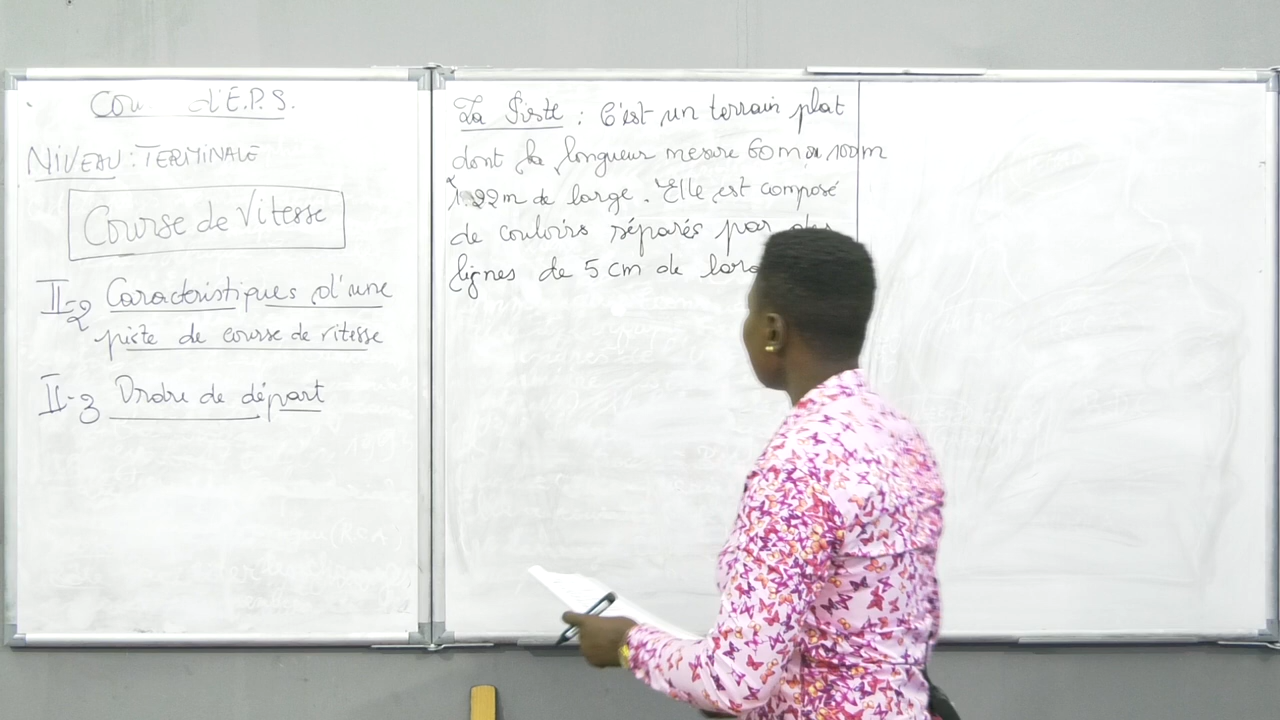 Cou d'E.P.S.
NIVEAU : TERMINALE
Course de Vitesse
II-2 Caractéristiques d'une
piste de course de vitesse
II-3 Ordre de départ
La Piste : C'est un terrain plat
dont la longueur mesure 60m ou 100m
1.22m de large. Elle est composé
de couloirs séparés par des
lignes de 5 cm de